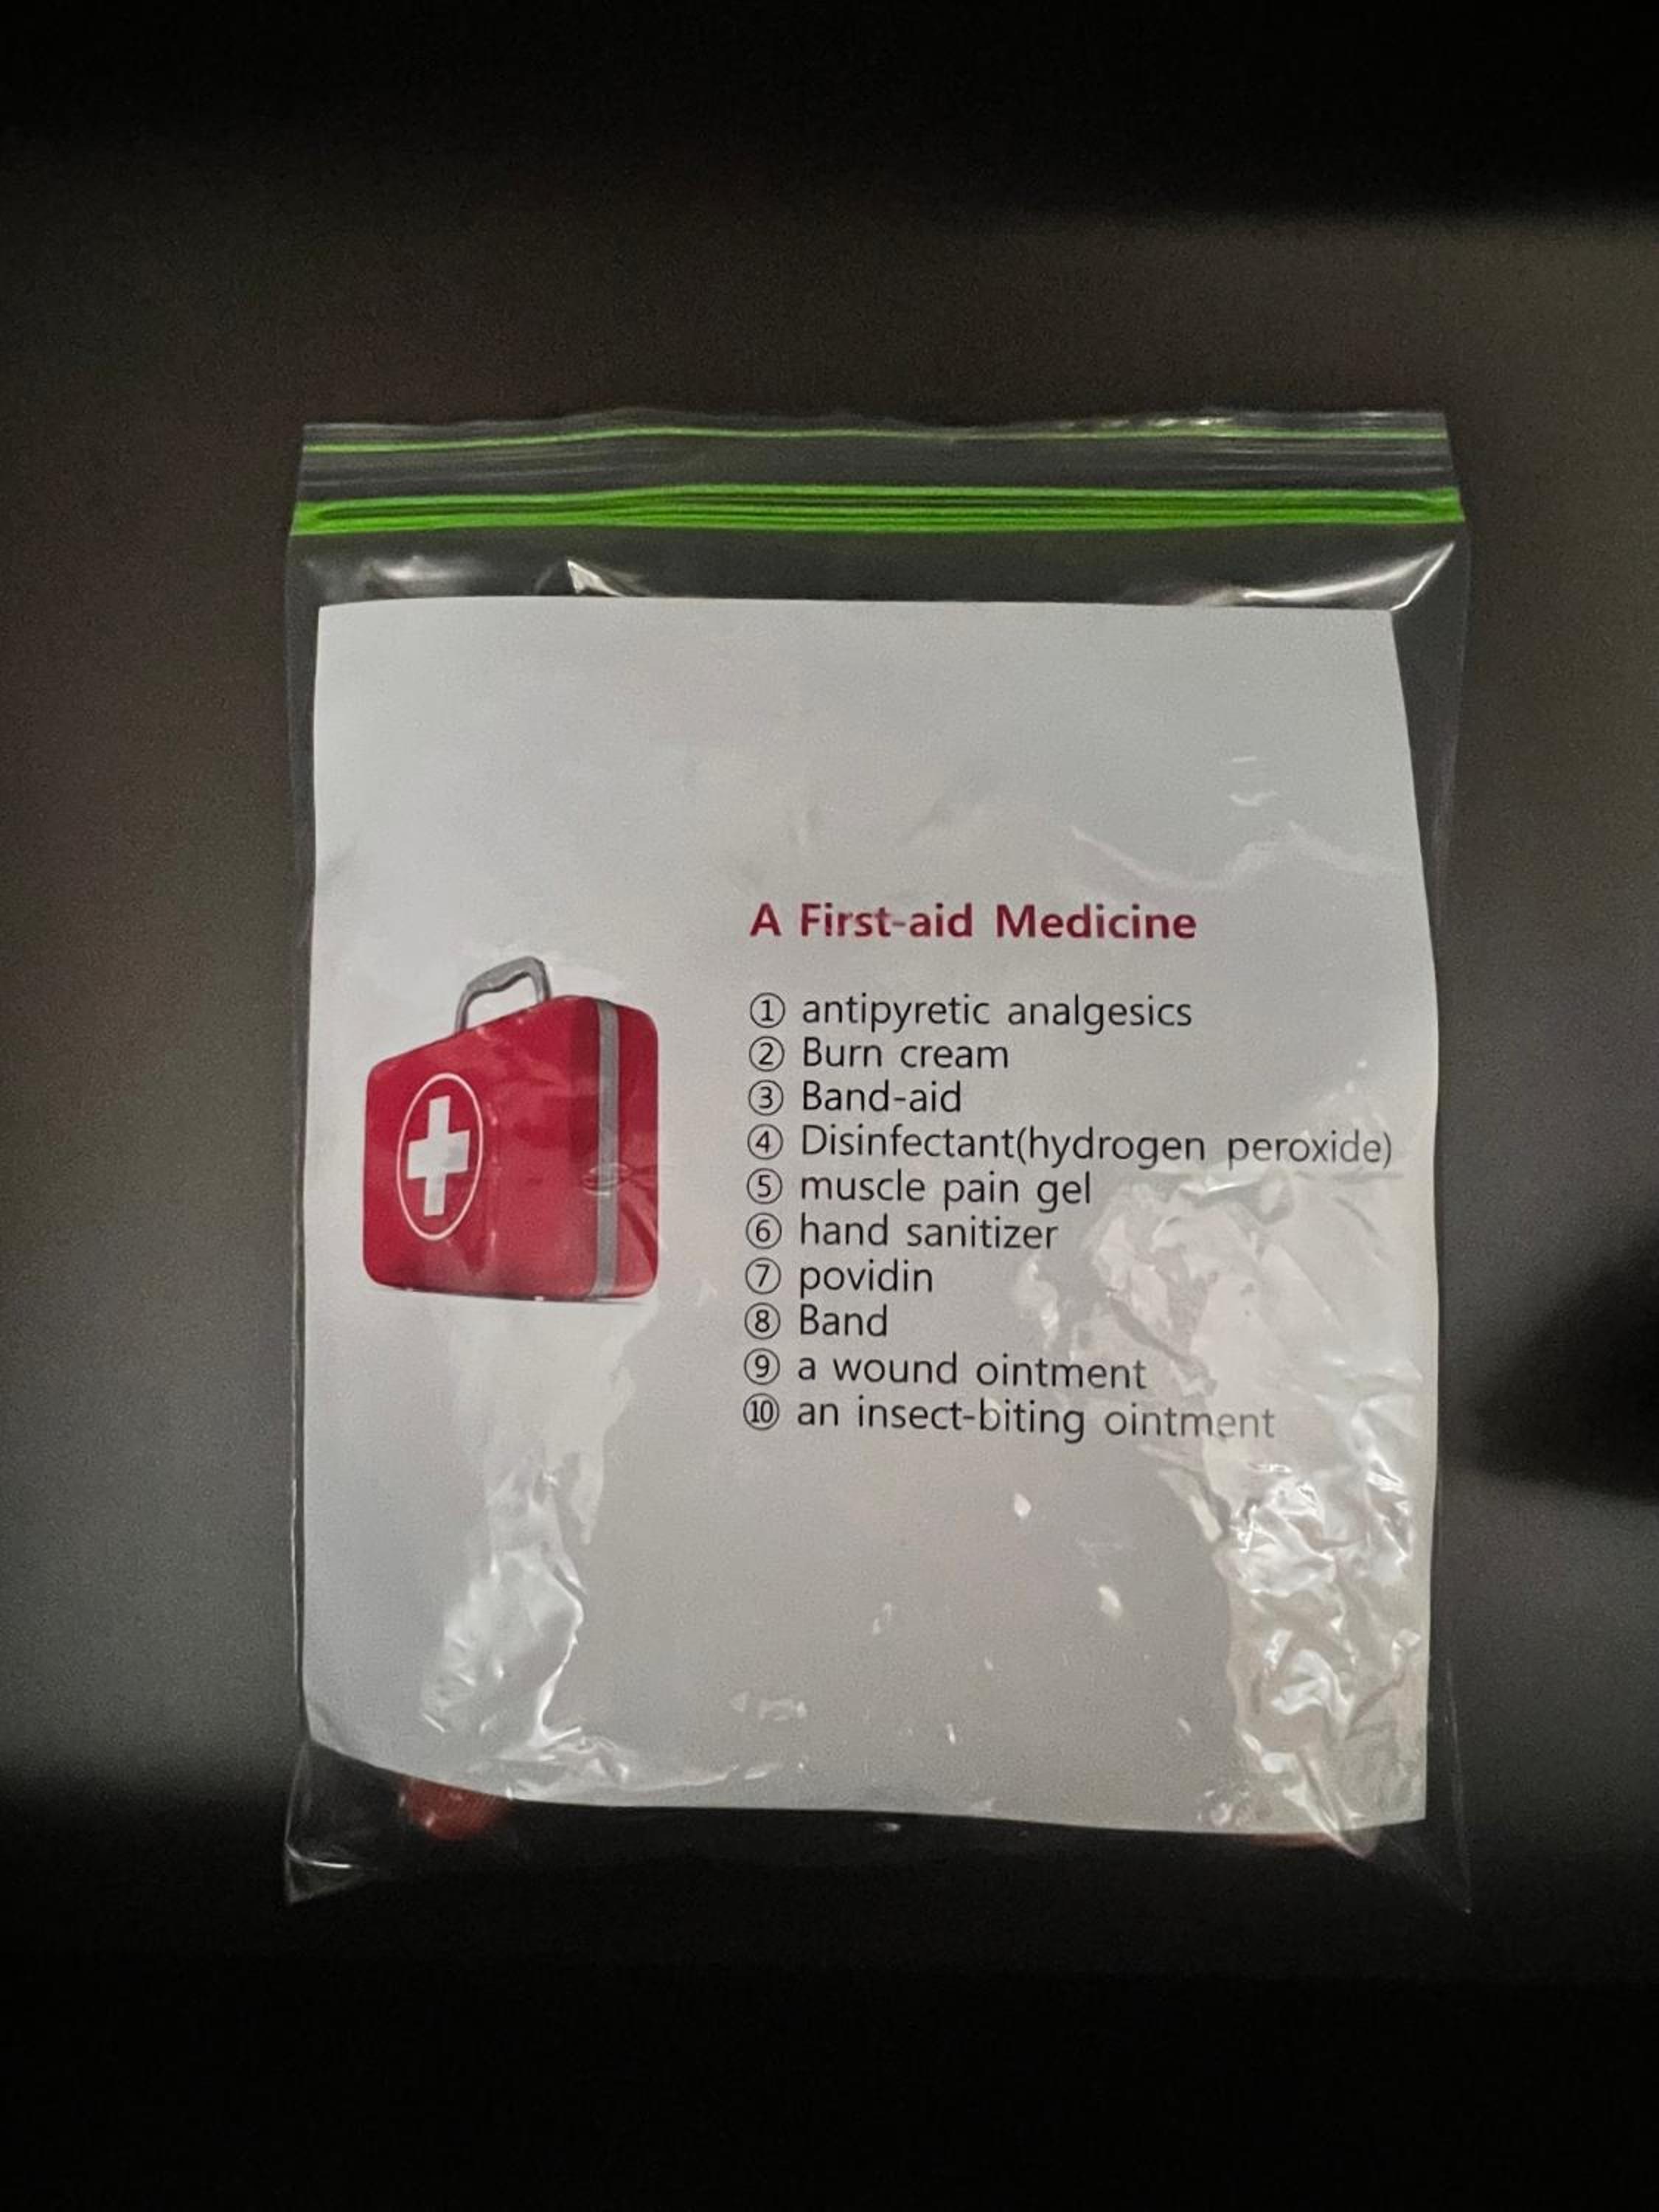 A First-aid Medicine
① antipyretic analgesics
② Burn cream
③ Band-aid
④ Disinfectant(hydrogen peroxide)
⑤ muscle pain gel
⑥ hand sanitizer
⑦ povidin
⑧ Band
⑨ a wound ointment
⑩ an insect-biting ointment